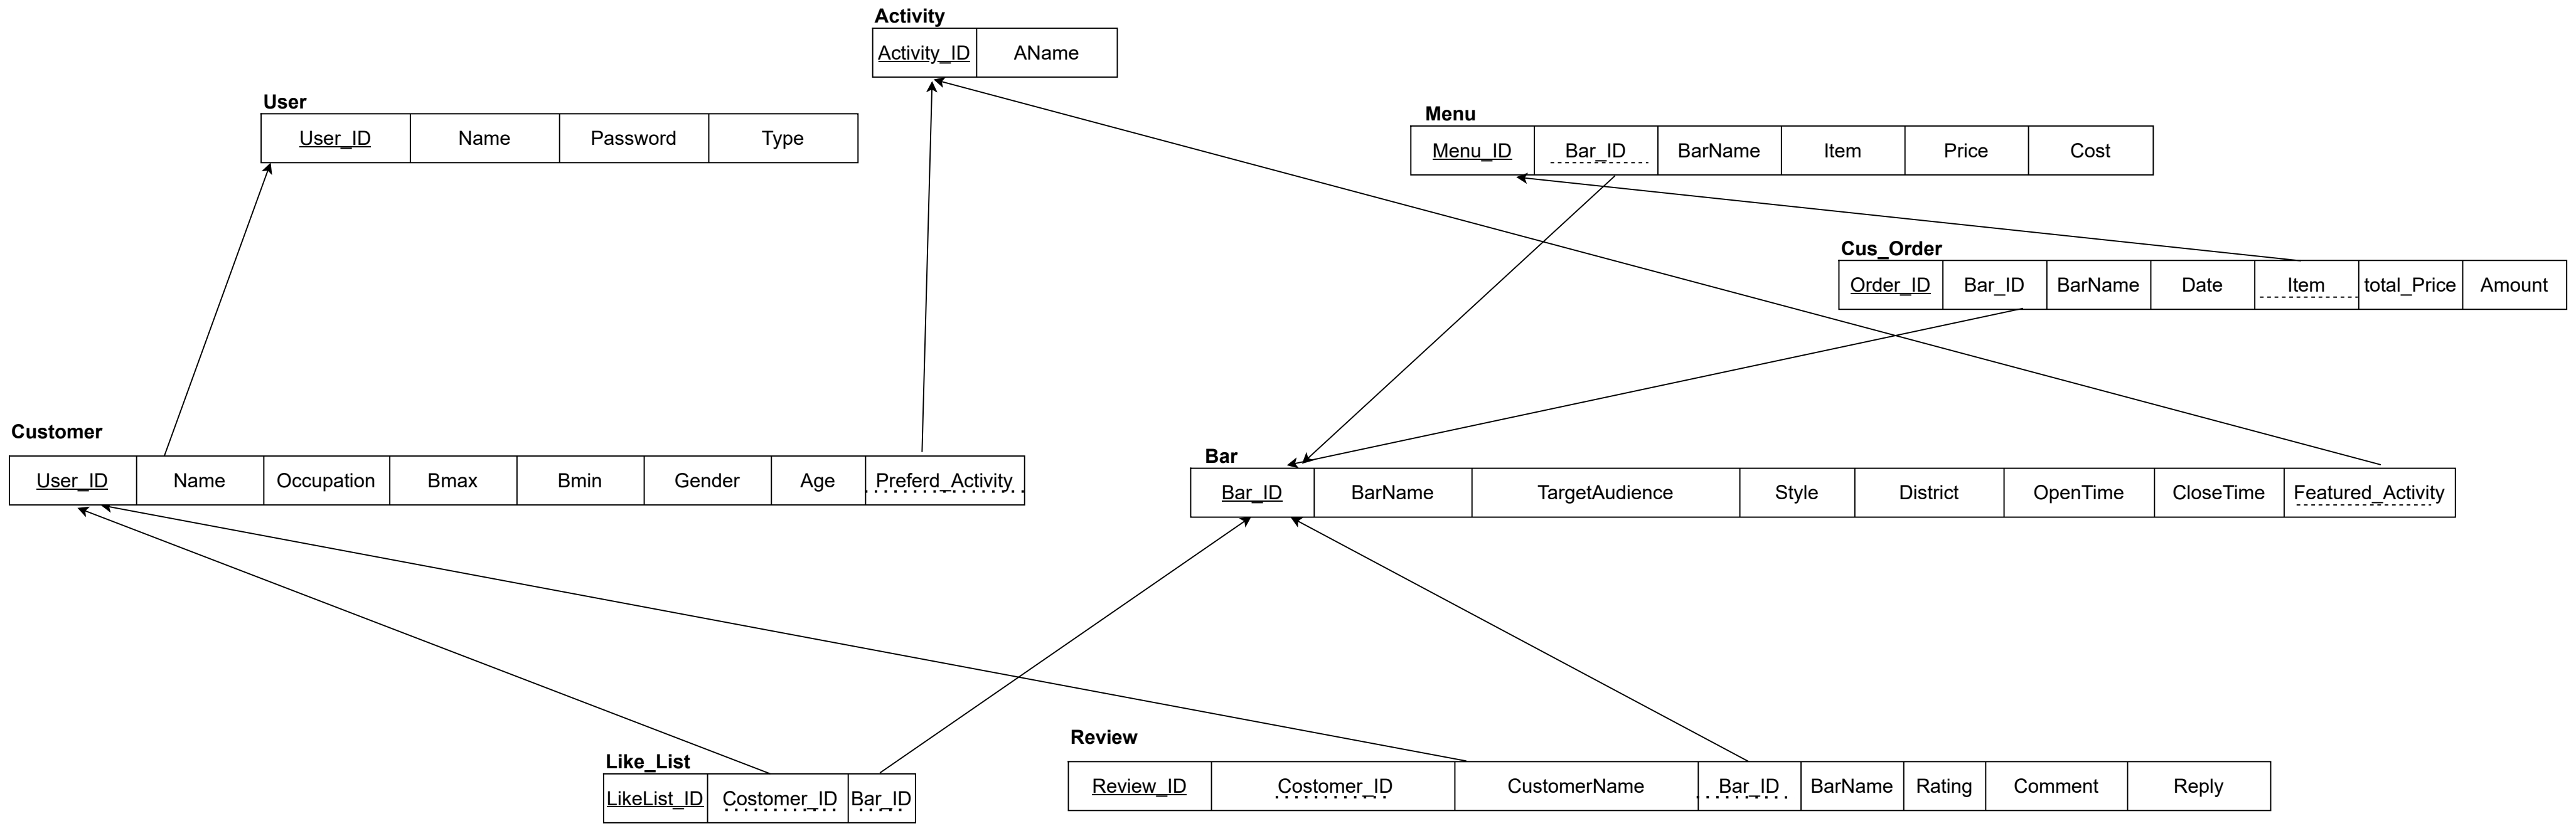 Activity
Activity_ID AName
User
User_ID Name Password Type
Menu
Menu_ID Bar_ID BarName Item Price Cost
Cus_Order
Order_ID Bar_ID BarName Date Item total_Price Amount
Customer
User_ID Name Occupation Bmax Bmin Gender Age Preferd_Activity
Bar
Bar_ID BarName TargetAudience Style District OpenTime CloseTime Featured_Activity
Like_List
LikeList_ID Costomer_ID Bar_ID
Review
Review_ID Costomer_ID CustomerName Bar_ID BarName Rating Comment Reply